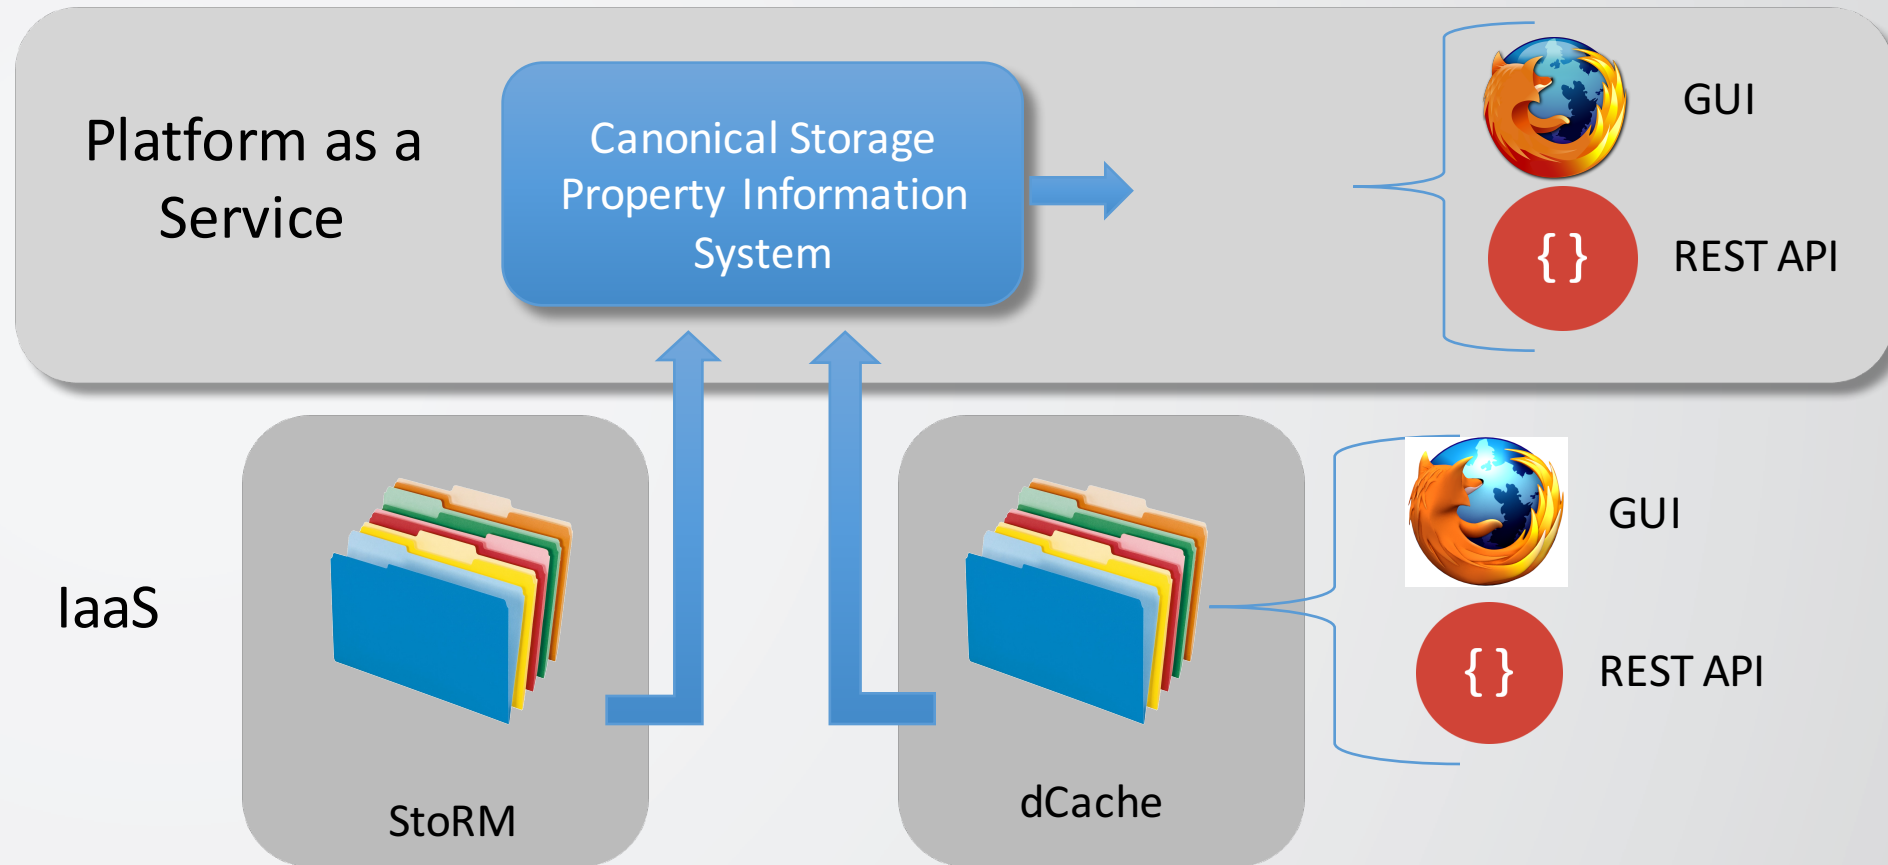 Platform as a
Service
Canonical Storage
Property Information
System
GUI
{ }
REST API
IaaS
StoRM
dCache
GUI
{ }
REST API